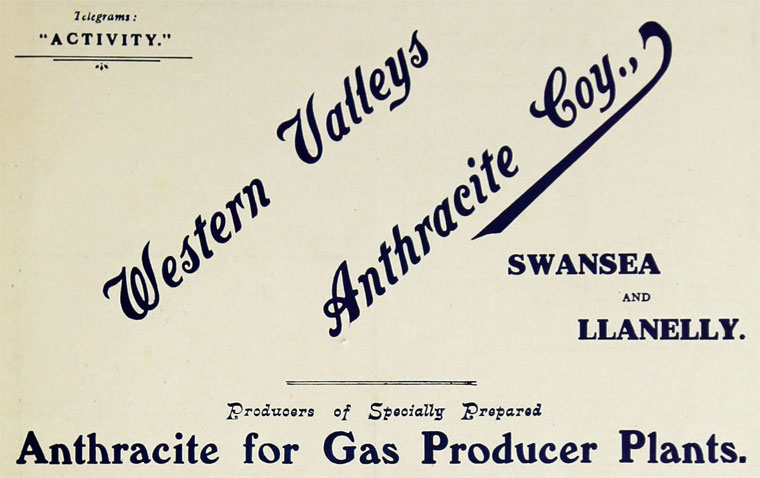 Telegrams:
"ACTIVITY."
Western Valleys
Anthracite Coy.,
SWANSEA
AND
LLANELLY.
Producers of Specially Prepared
Anthracite for Gas Producer Plants.